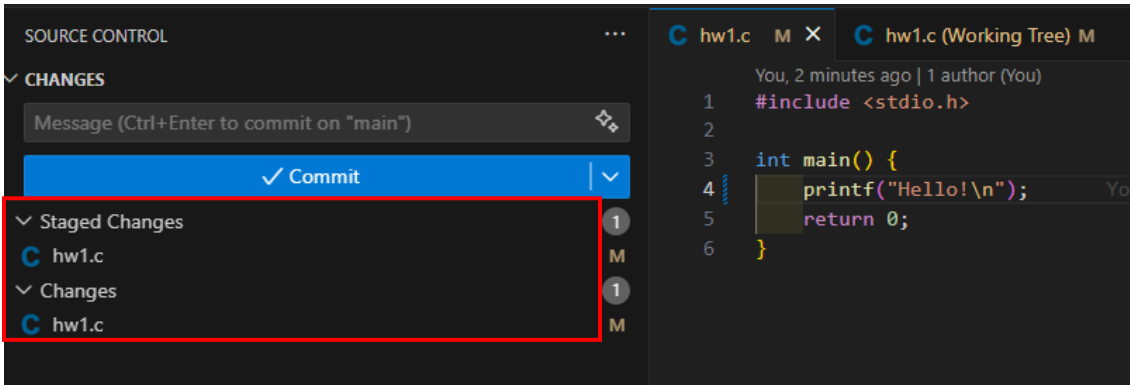 SOURCE CONTROL ...
CHANGES
Message (Ctrl+Enter to commit on "main")
Commit
Staged Changes 1
C hw1.c M
Changes 1
C hw1.c M
C hw1.c M C hw1.c (Working Tree) M
You, 2 minutes ago | 1 author (You)
1 #include <stdio.h>
2
3 int main() {
4 printf("Hello!\n"); Yo
5 return 0;
6 }